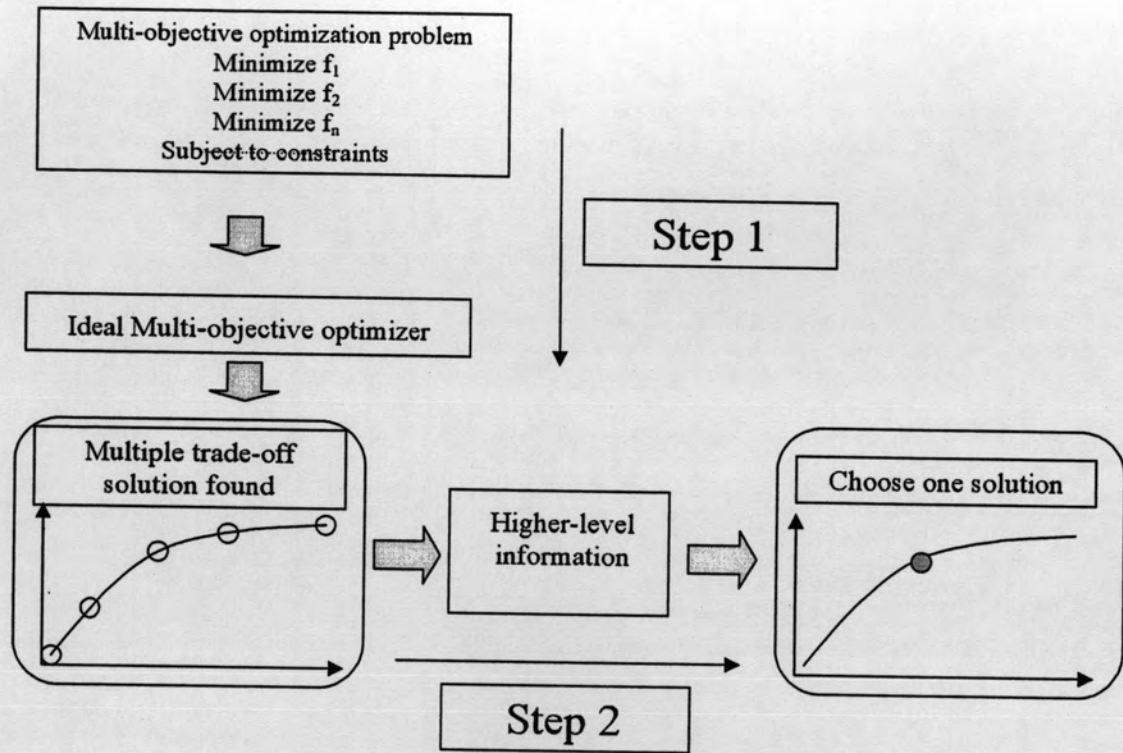 Multi-objective optimization problem
Minimize f₁
Minimize f₂
Minimize fₙ
Subject to constraints
Step 1
Ideal Multi-objective optimizer
Multiple trade-off
solution found
Higher-level
information
Choose one solution
Step 2